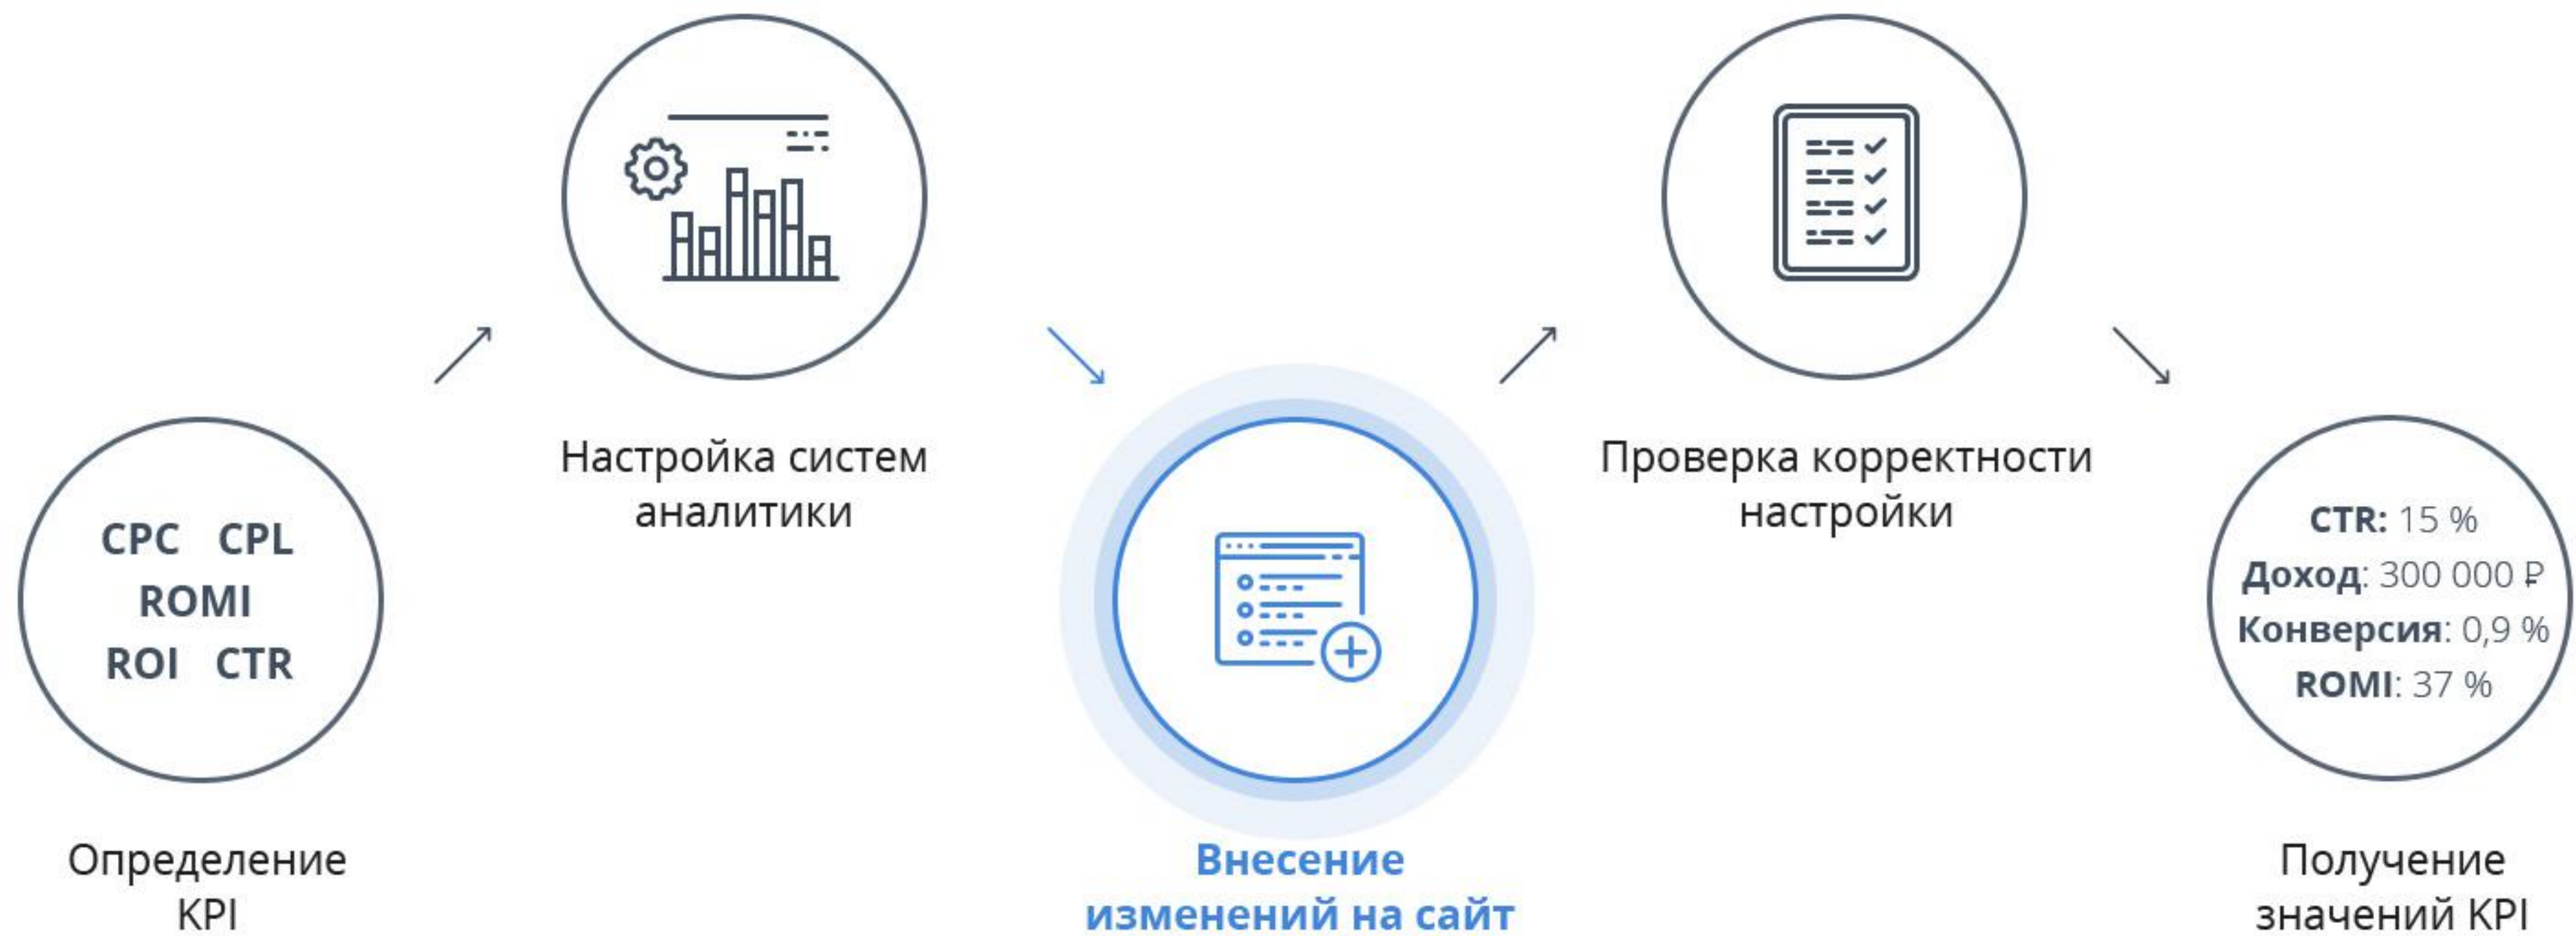 CPC CPL
ROMI
ROI CTR
Определение
KPI
Настройка систем
аналитики
Внесение
изменений на сайт
Проверка корректности
настройки
CTR: 15 %
Доход: 300 000 ₽
Конверсия: 0,9 %
ROMI: 37 %
Получение
значений KPI